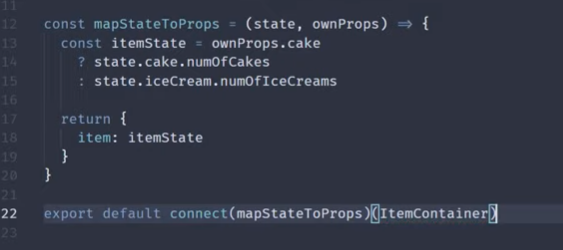 11
12 const mapStateToProps = (state, ownProps) => {
13   const itemState = ownProps.cake
14     ? state.cake.numOfCakes
15     : state.iceCream.numOfIceCreams
16
17   return {
18     item: itemState
19   }
20 }
21
22 export default connect(mapStateToProps)(ItemContainer)
23